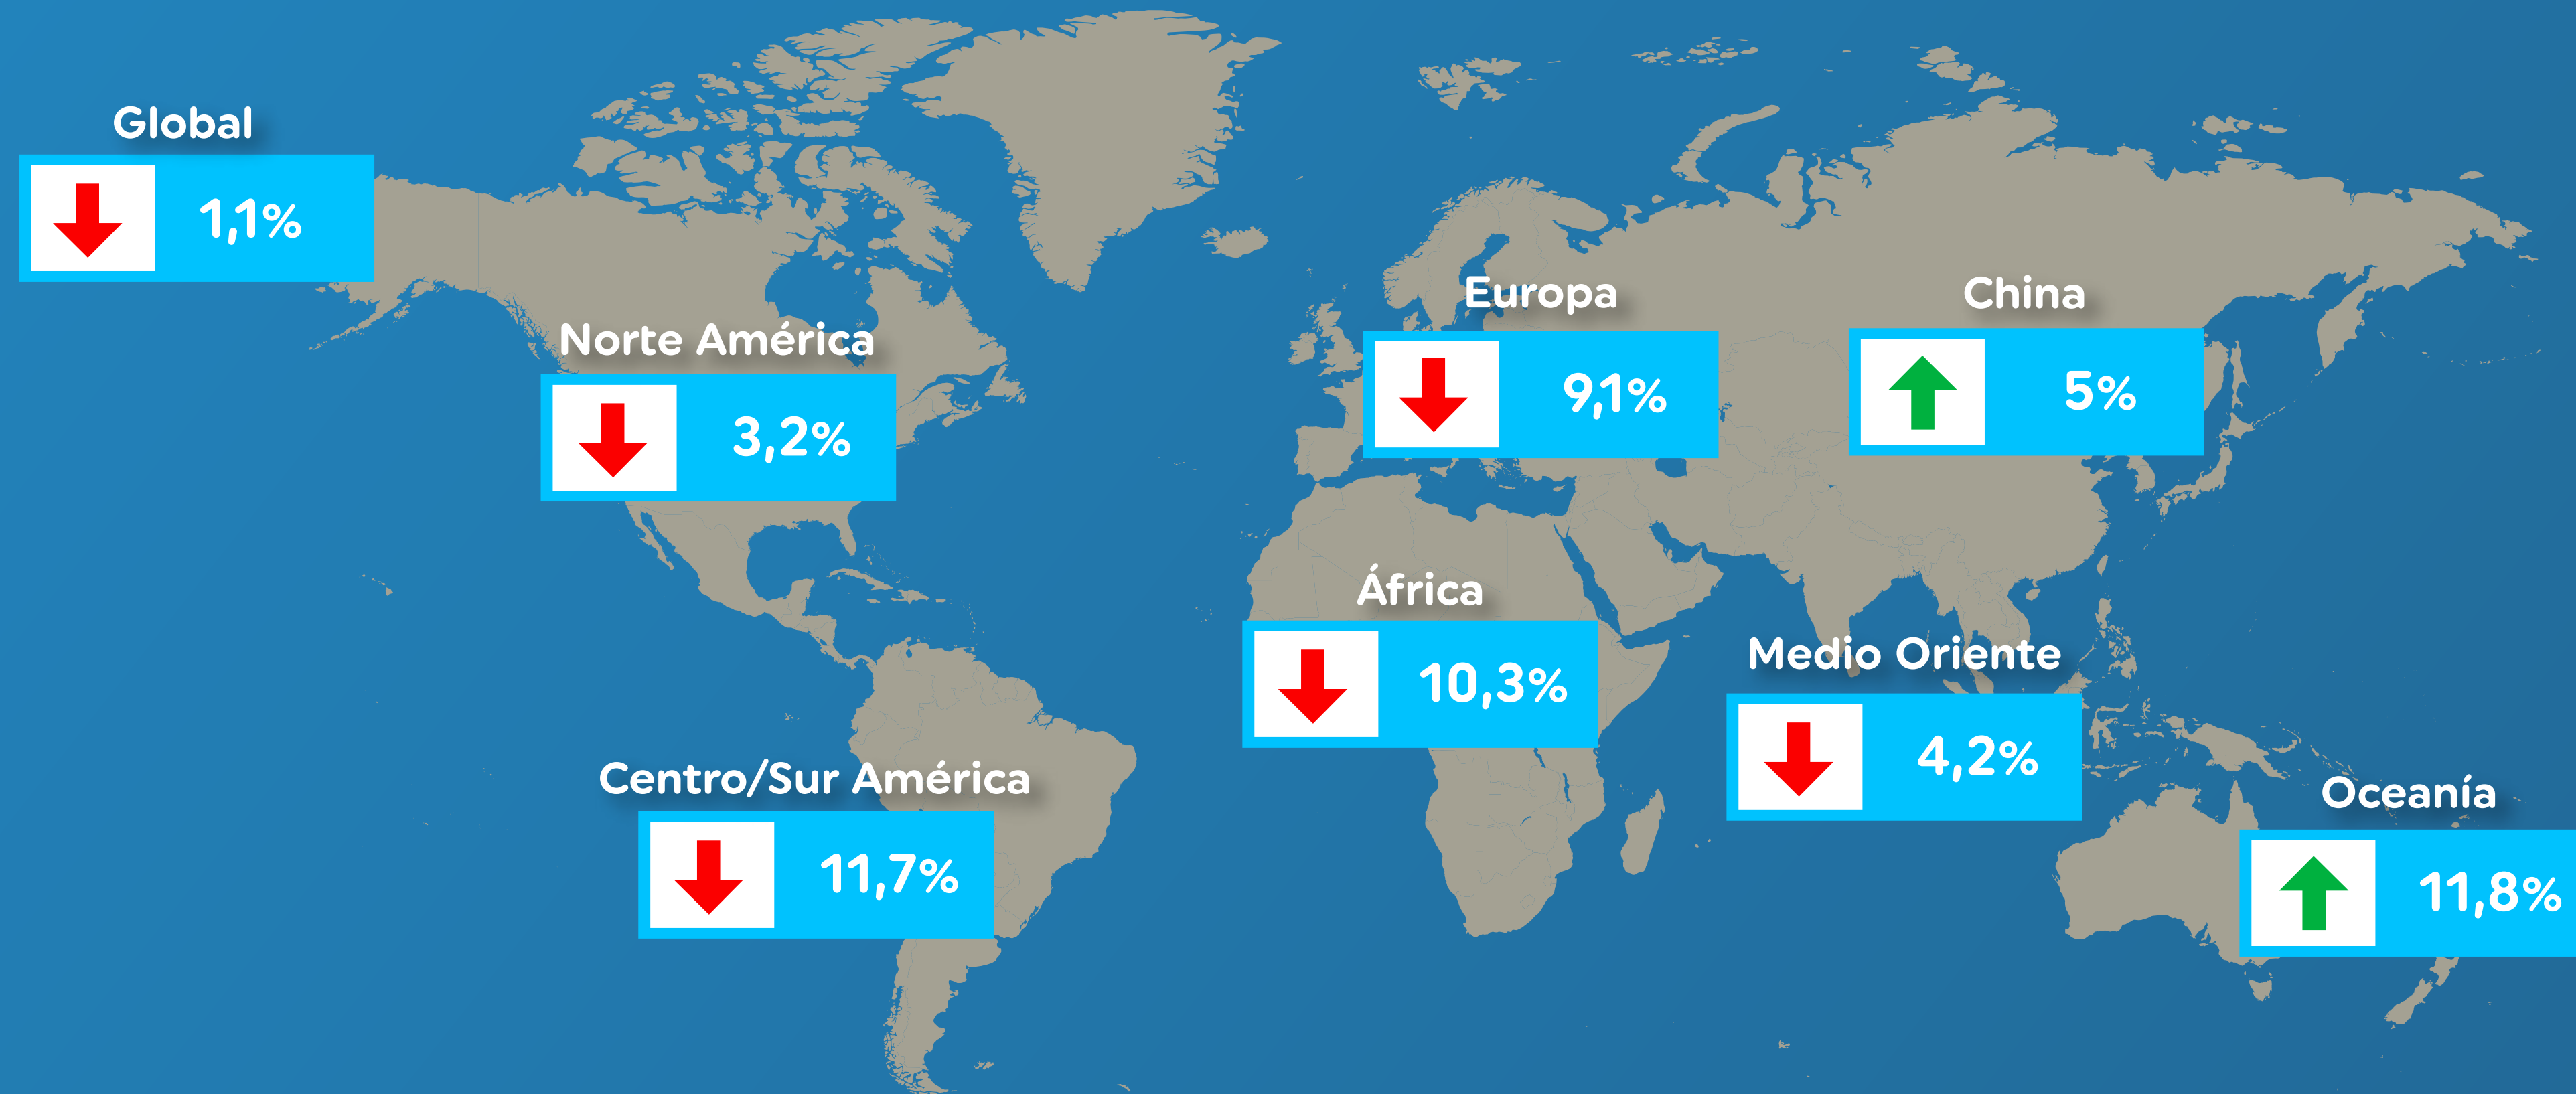 Global
1,1%
Norte América
3,2%
Europa
9,1%
China
5%
África
10,3%
Medio Oriente
4,2%
Centro/Sur América
11,7%
Oceanía
11,8%